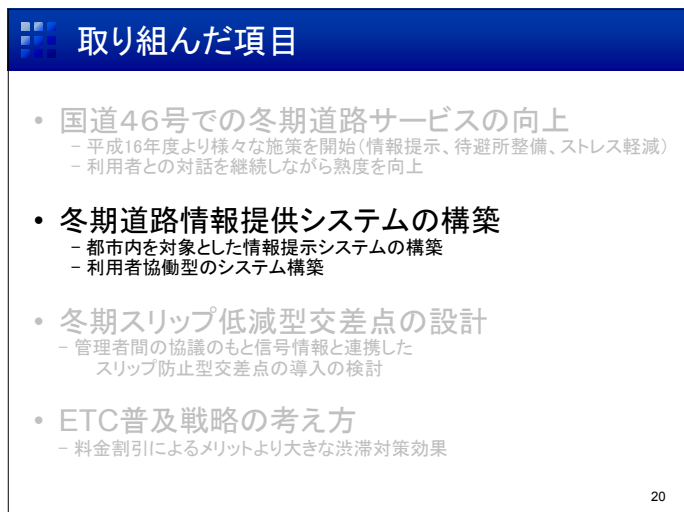 取り組んだ項目
• 国道46号での冬期道路サービスの向上
− 平成16年度より様々な施策を開始（情報提示、待避所整備、ストレス軽減）
− 利用者との対話を継続しながら熟度を向上
• 冬期道路情報提供システムの構築
− 都市内を対象とした情報提示システムの構築
− 利用者協働型のシステム構築
• 冬期スリップ低減型交差点の設計
− 管理者間の協議のもと信号情報と連携した
スリップ防止型交差点の導入の検討
• ETC普及戦略の考え方
− 料金割引によるメリットより大きな渋滞対策効果
20